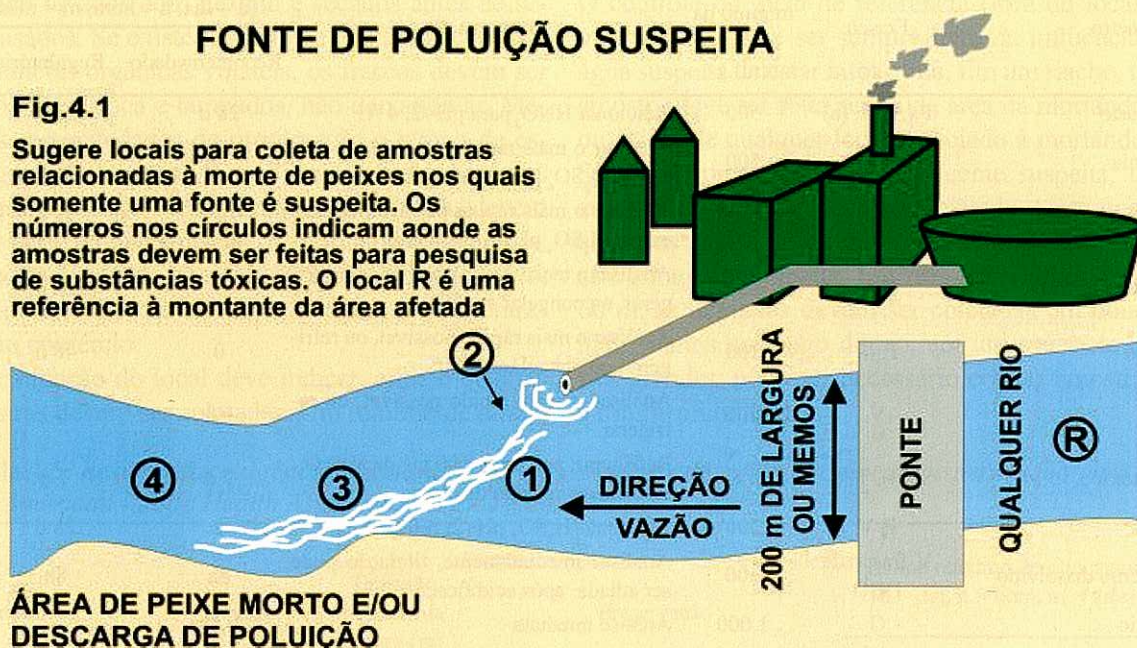 FONTE DE POLUIÇÃO SUSPEITA
Fig.4.1
Sugere locais para coleta de amostras
relacionadas à morte de peixes nos quais
somente uma fonte é suspeita. Os
números nos círculos indicam aonde as
amostras devem ser feitas para pesquisa
de substâncias tóxicas. O local R é uma
referência à montante da área afetada
2
4
3
1
DIREÇÃO
VAZÃO
200 m DE LARGURA
OU MEMOS
PONTE
QUALQUER RIO
R
ÁREA DE PEIXE MORTO E/OU
DESCARGA DE POLUIÇÃO